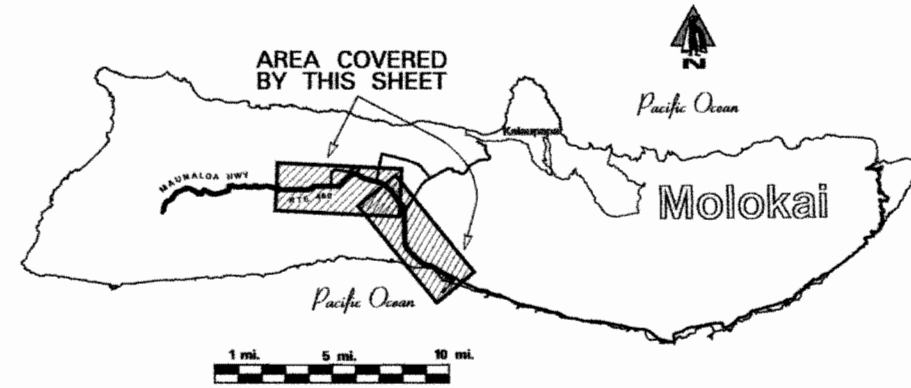 AREA COVERED
BY THIS SHEET
N
Pacific Ocean
Kalaupapa
MAUNALOA HWY
RTE 460
Molokai
Pacific Ocean
1 mi. 5 mi. 10 mi.